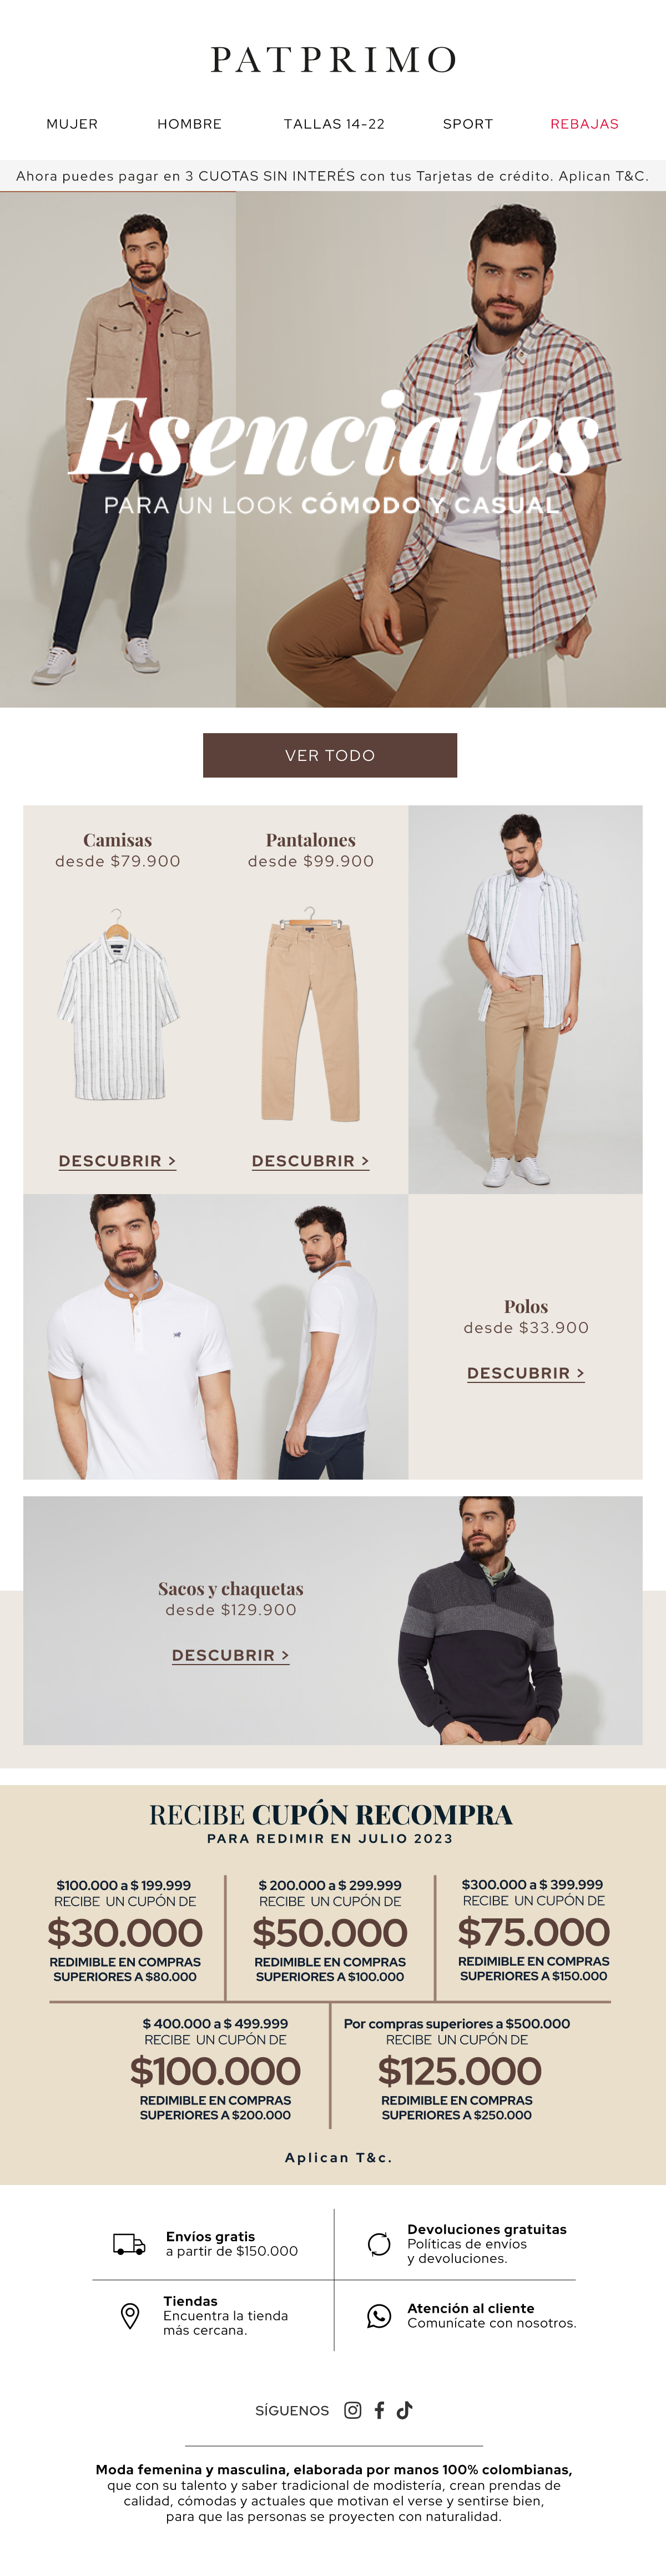 PATPRIMO
MUJER HOMBRE TALLAS 14-22 SPORT REBAJAS
Ahora puedes pagar en 3 CUOTAS SIN INTERÉS con tus Tarjetas de crédito. Aplican T&C.
Esenciales
PARA UN LOOK CÓMODO Y CASUAL
VER TODO
Camisas
desde $79.900
DESCUBRIR >
Pantalones
desde $99.900
DESCUBRIR >
Polos
desde $33.900
DESCUBRIR >
Sacos y chaquetas
desde $129.900
DESCUBRIR >
RECIBE CUPÓN RECOMPRA
PARA REDIMIR EN JULIO 2023
$100.000 a $ 199.999
RECIBE UN CUPÓN DE
$30.000
REDIMIBLE EN COMPRAS
SUPERIORES A $80.000
$ 200.000 a $ 299.999
RECIBE UN CUPÓN DE
$50.000
REDIMIBLE EN COMPRAS
SUPERIORES A $100.000
$300.000 a $ 399.999
RECIBE UN CUPÓN DE
$75.000
REDIMIBLE EN COMPRAS
SUPERIORES A $150.000
$ 400.000 a $ 499.999
RECIBE UN CUPÓN DE
$100.000
REDIMIBLE EN COMPRAS
SUPERIORES A $200.000
Por compras superiores a $500.000
RECIBE UN CUPÓN DE
$125.000
REDIMIBLE EN COMPRAS
SUPERIORES A $250.000
Aplican T&c.
Envíos gratis
a partir de $150.000
Devoluciones gratuitas
Políticas de envíos
y devoluciones.
Tiendas
Encuentra la tienda
más cercana.
Atención al cliente
Comunícate con nosotros.
SÍGUENOS
Moda femenina y masculina, elaborada por manos 100% colombianas,
que con su talento y saber tradicional de modistería, crean prendas de
calidad, cómodas y actuales que motivan el verse y sentirse bien,
para que las personas se proyecten con naturalidad.